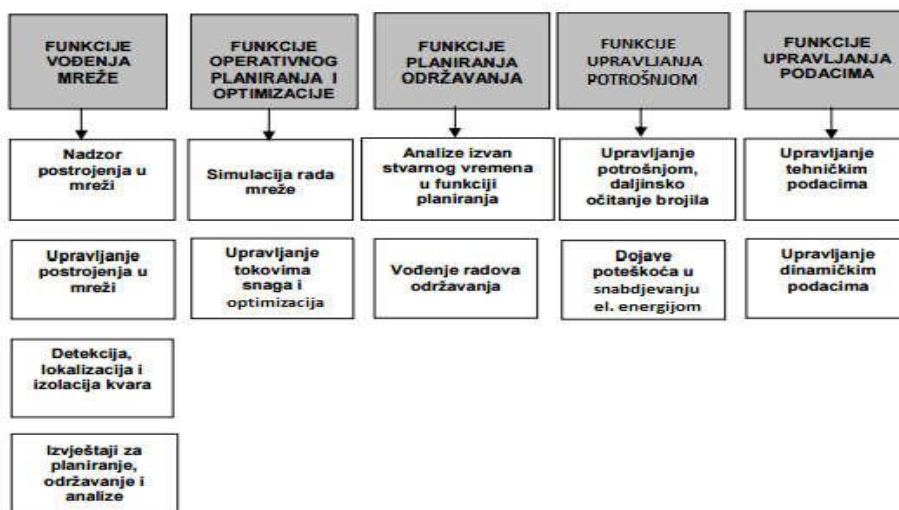 FUNKCIJE
VOĐENJA
MREŽE
FUNKCIJE
OPERATIVNOG
PLANIRANJA I
OPTIMIZACIJE
FUNKCIJE
PLANIRANJA
ODRŽAVANJA
FUNKCIJE
UPRAVLJANJA
POTROŠNJOM
FUNKCIJE
UPRAVLJANJA
PODACIMA
Nadzor
postrojenja u
mreži
Simulacija rada
mreže
Analize izvan
stvarnog vremena
u funkciji
planiranja
Upravljanje
potrošnjom,
daljinsko
očitanje brojila
Upravljanje
tehničkim
podacima
Upravljanje
postrojenja u
mreži
Upravljanje
tokovima
snaga i
optimizacija
Vođenje radova
održavanja
Dojave
poteškoća u
snabdjevanju
el. energijom
Upravljanje
dinamičkim
podacima
Detekcija,
lokalizacija i
izolacija kvara
Izvještaji za
planiranje,
održavanje i
analize